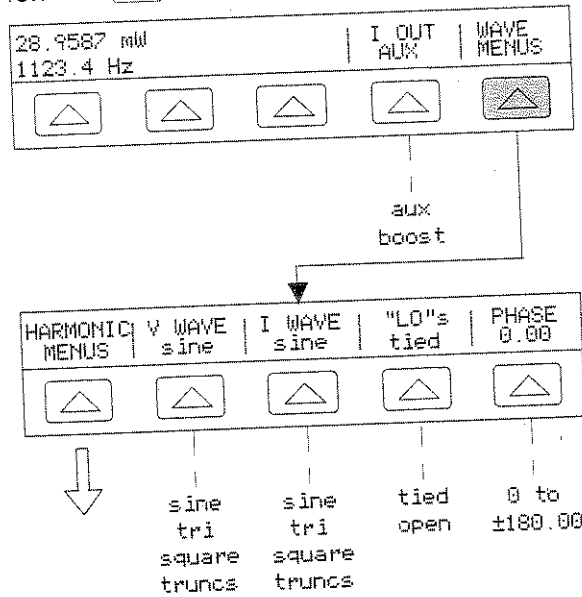 28.9587 mW | I OUT | WAVE
1123.4 Hz AUX | MENUS
aux
boost
HARMONIC | V WAVE | I WAVE | "LO"s | PHASE
MENUS sine sine tied 0.00
sine sine tied 0 to
tri tri open ±180.00
square square
truncs truncs